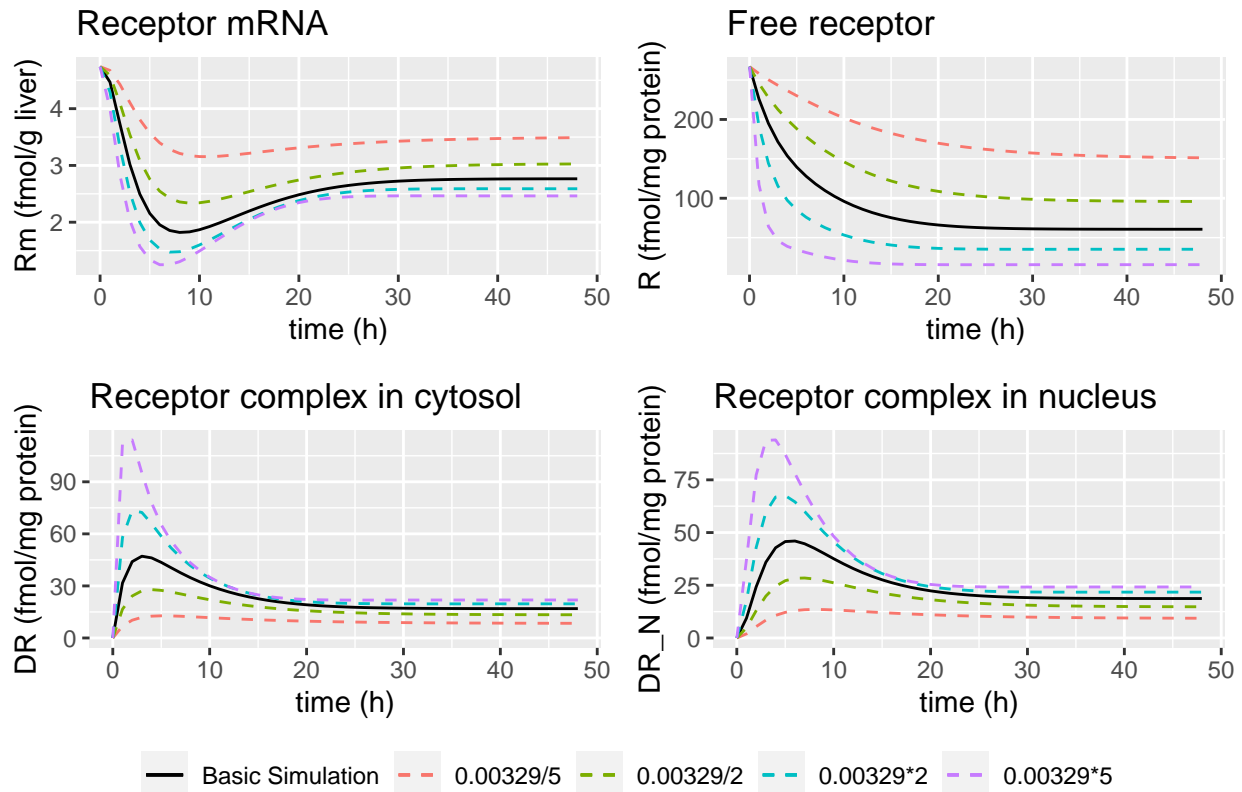 Receptor mRNA
Rm (fmol/g liver)
4
3
2
0 10 20 30 40 50
time (h)
Free receptor
R (fmol/mg protein)
200
100
0 10 20 30 40 50
time (h)
Receptor complex in cytosol
DR (fmol/mg protein)
90
60
30
0
0 10 20 30 40 50
time (h)
Receptor complex in nucleus
DR_N (fmol/mg protein)
75
50
25
0
0 10 20 30 40 50
time (h)
Basic Simulation 0.00329/5 0.00329/2 0.00329*2 0.00329*5